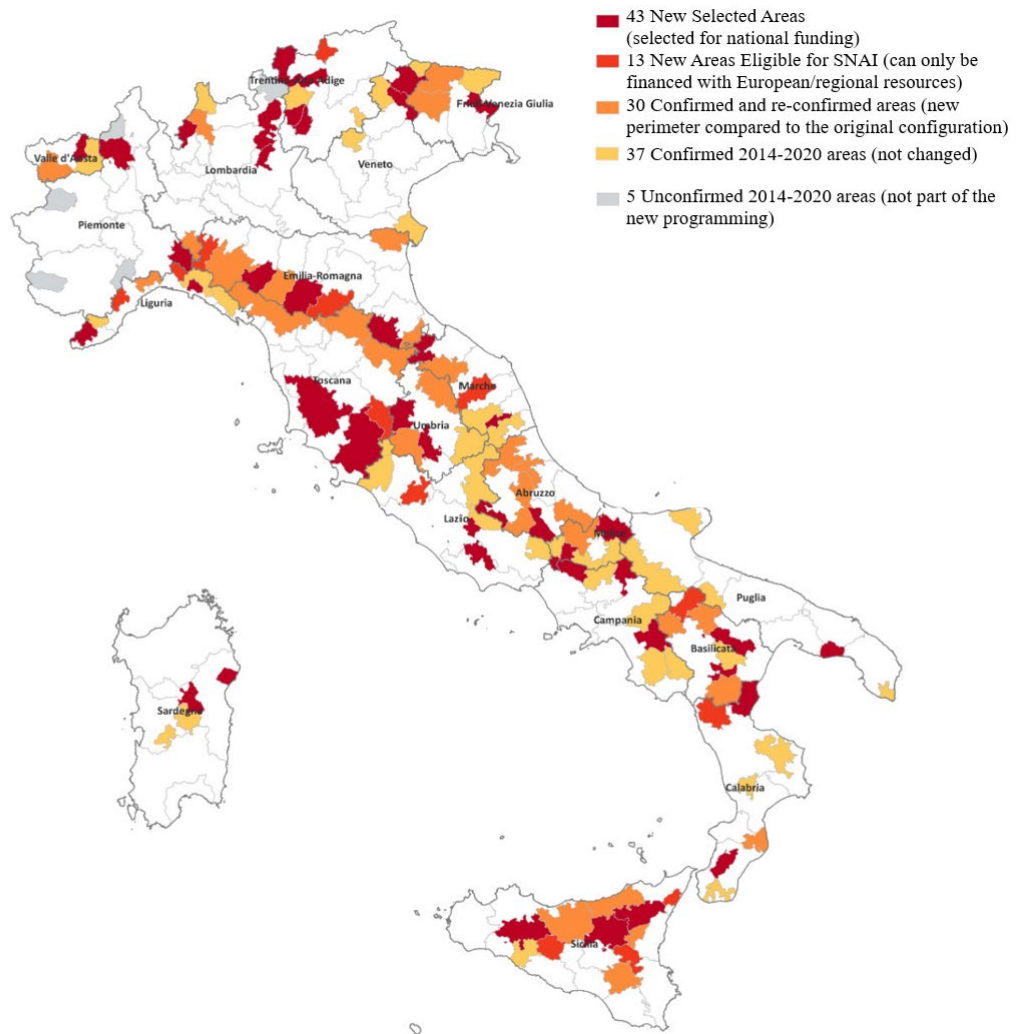 43 New Selected Areas
(selected for national funding)
13 New Areas Eligible for SNAI (can only be
financed with European/regional resources)
30 Confirmed and re-confirmed areas (new
perimeter compared to the original configuration)
37 Confirmed 2014-2020 areas (not changed)
5 Unconfirmed 2014-2020 areas (not part of the
new programming)
Trentino-Alto Adige
Friuli Venezia Giulia
Valle d'Aosta
Lombardia
Veneto
Piemonte
Emilia-Romagna
Liguria
Toscana
Marche
Umbria
Abruzzo
Lazio
Molise
Puglia
Campania
Basilicata
Sardegna
Calabria
Sicilia